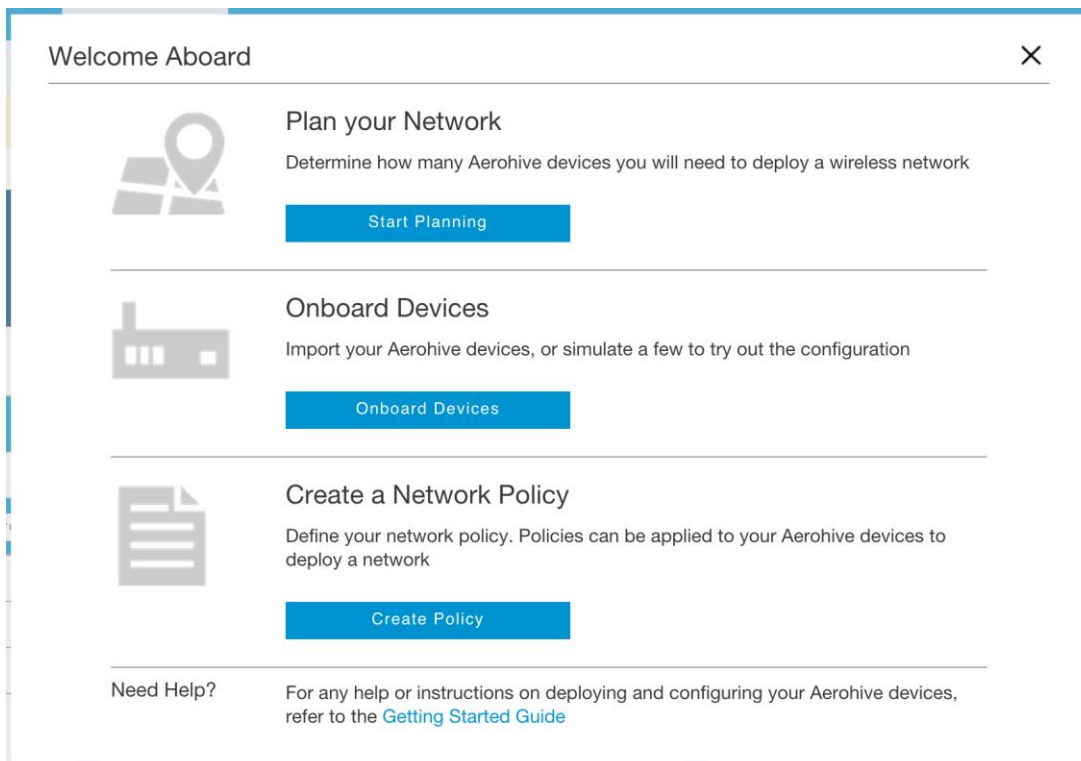 Welcome Aboard
Plan your Network
Determine how many Aerohive devices you will need to deploy a wireless network
Start Planning
Onboard Devices
Import your Aerohive devices, or simulate a few to try out the configuration
Onboard Devices
Create a Network Policy
Define your network policy. Policies can be applied to your Aerohive devices to
deploy a network
Create Policy
Need Help?
For any help or instructions on deploying and configuring your Aerohive devices,
refer to the Getting Started Guide